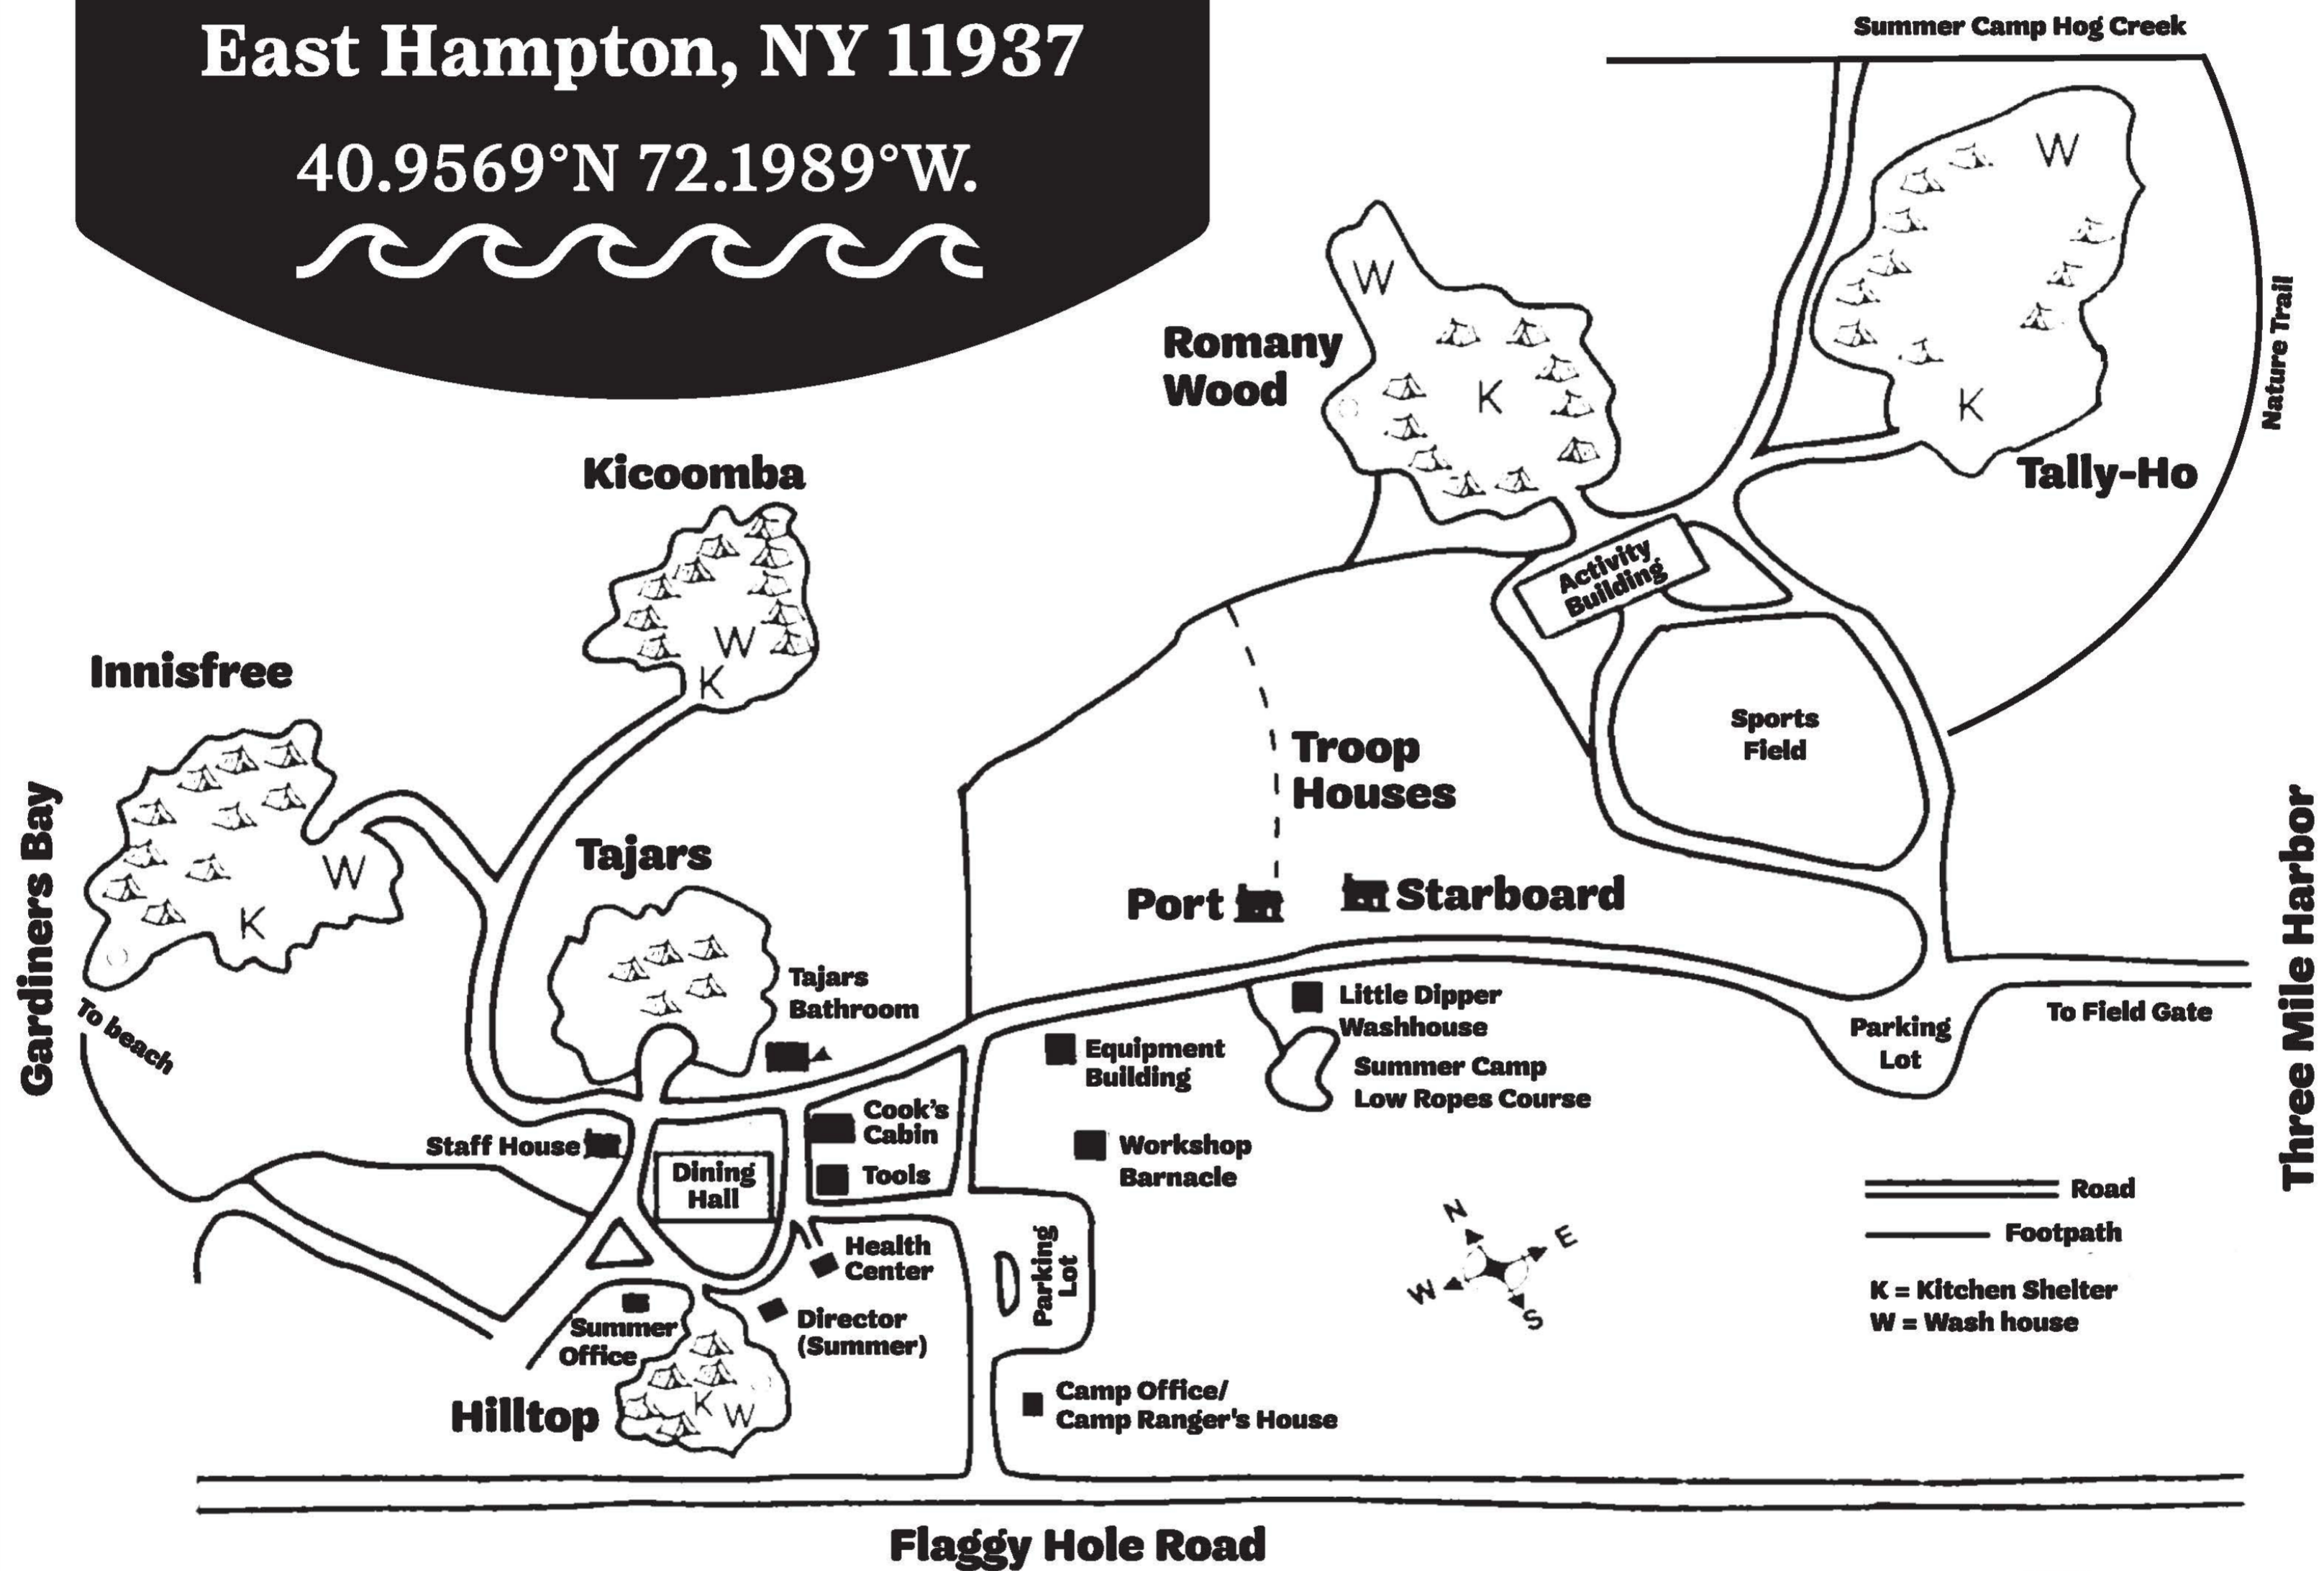 East Hampton, NY 11937
40.9569°N 72.1989°W.
Summer Camp Hog Creek
W
Nature Trail
K
Tally-Ho
W
Romany
Wood
K
Activity
Building
Kicoomba
W
K
Innisfree
W
K
Gardiners Bay
To beach
Tajars
Tajars
Bathroom
Troop
Houses
Port
Starboard
Sports
Field
Three Mile Harbor
Little Dipper
Washhouse
Summer Camp
Low Ropes Course
Equipment
Building
Parking
Lot
To Field Gate
Cook's
Cabin
Staff House
Dining
Hall
Tools
Workshop
Barnacle
Health
Center
Parking
Lot
Director
(Summer)
Summer
Office
K
W
Hilltop
Camp Office/
Camp Ranger's House
N
E
W
S
Road
Footpath
K = Kitchen Shelter
W = Wash house
Flaggy Hole Road